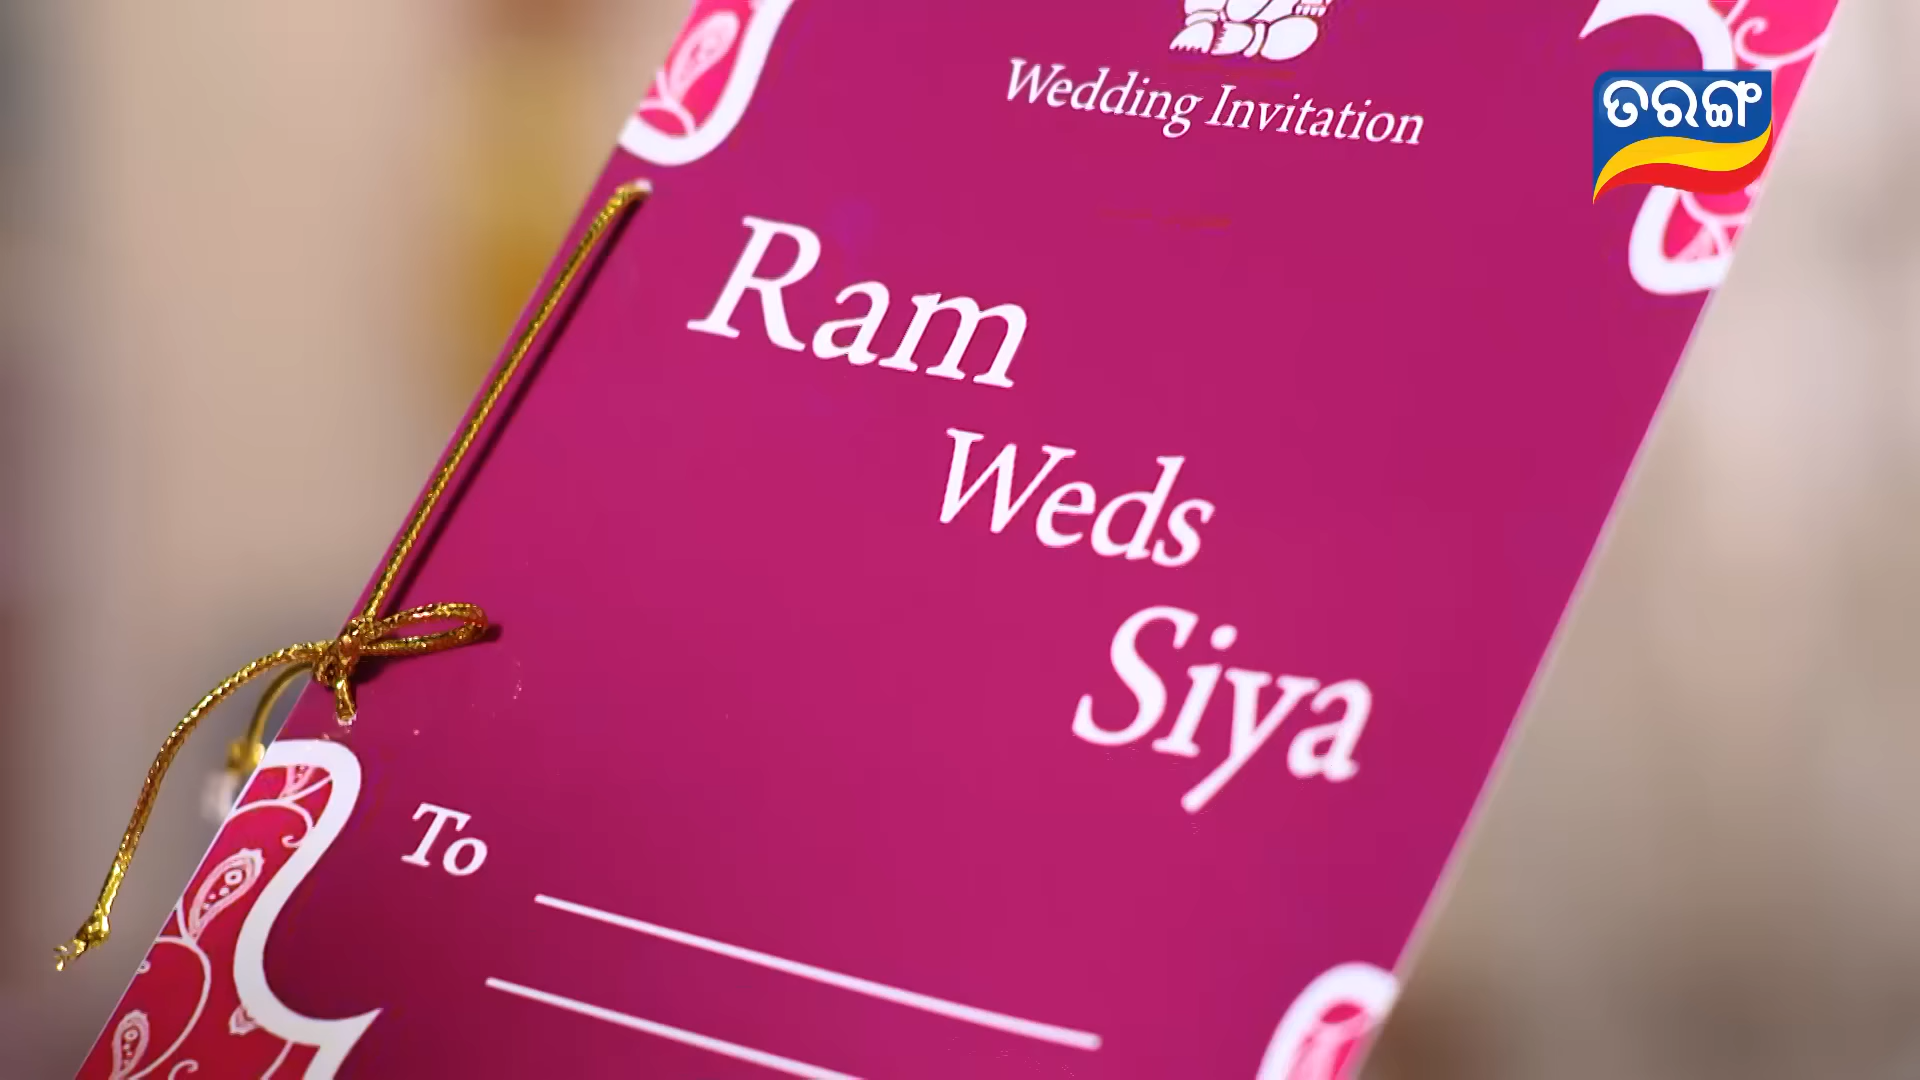 Wedding Invitation
ତରଙ୍ଗ
Ram
Weds
Siya
To